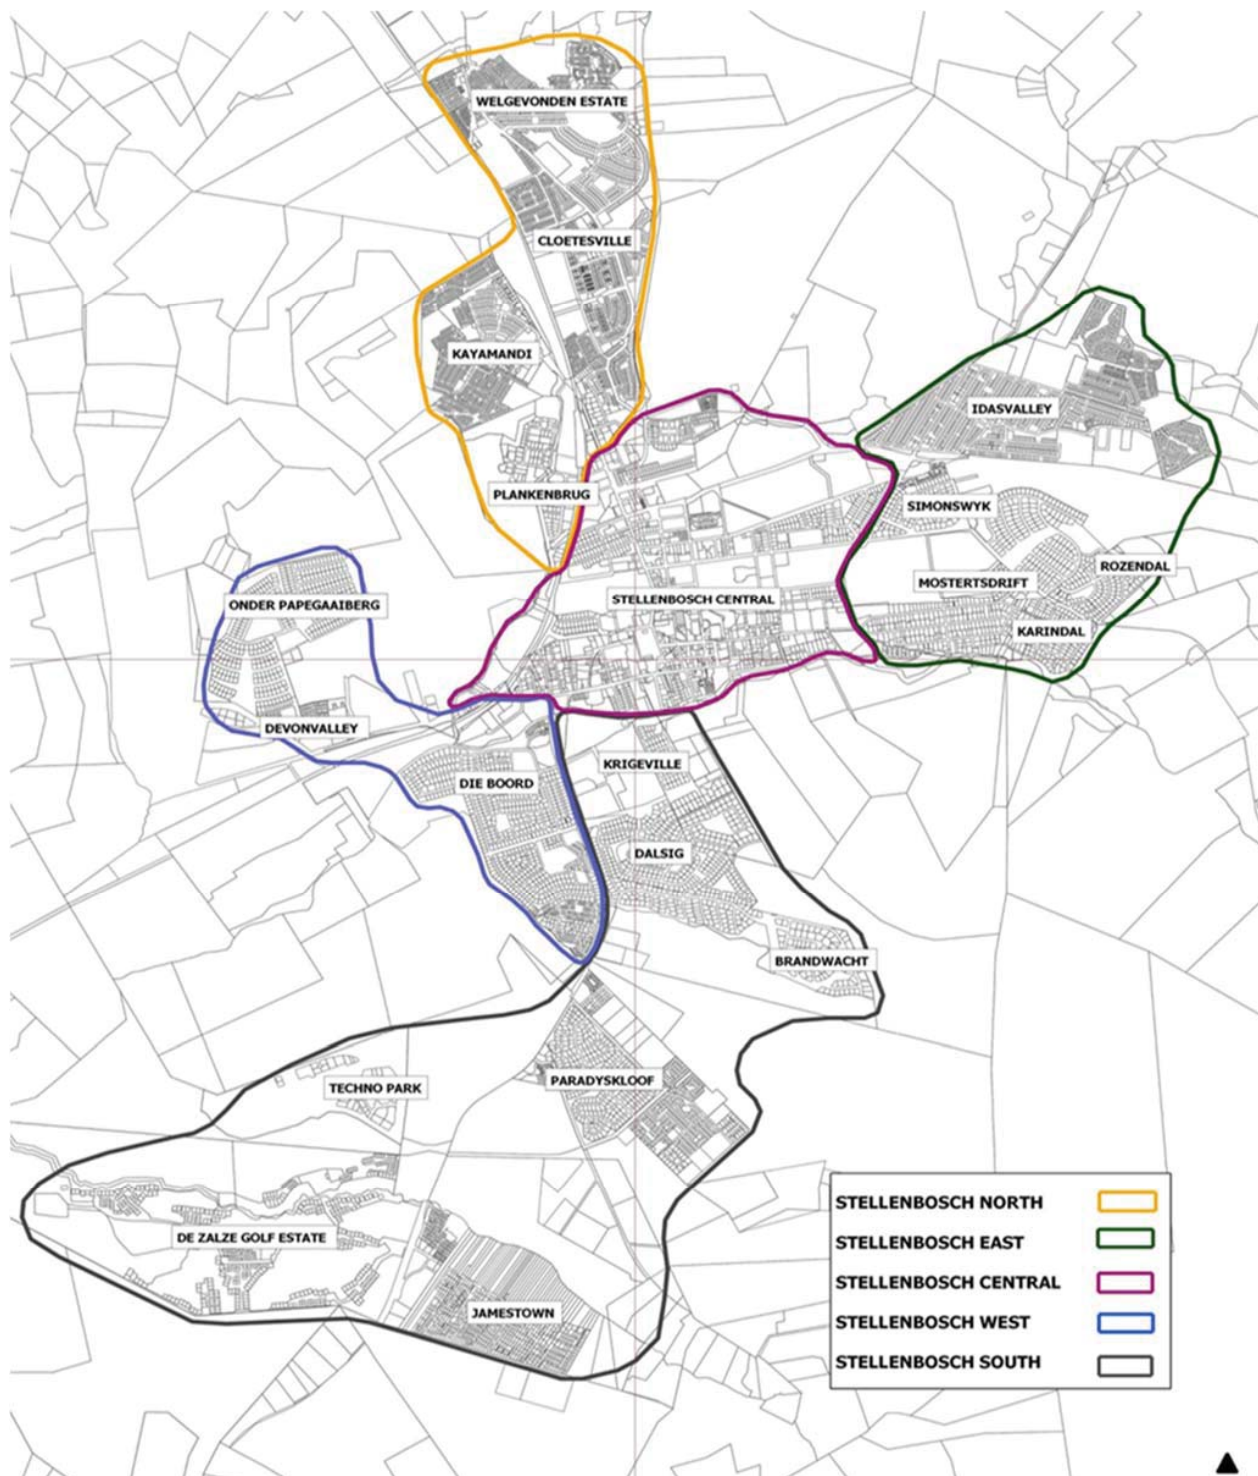 WELGEVONDEN ESTATE
CLOETESVILLE
KAYAMANDI
IDASVALLEY
PLANKENBRUG
SIMONSWYK
ROZENDAL
MOSTERTSDRIFT
STELLENBOSCH CENTRAL
ONDER PAPEGAAIBERG
KARINDAL
DEVONVALLEY
KRIGEVILLE
DIE BOORD
DALSIG
BRANDWACHT
PARADYSKLOOF
TECHNO PARK
DE ZALZE GOLF ESTATE
JAMESTOWN
STELLENBOSCH NORTH
STELLENBOSCH EAST
STELLENBOSCH CENTRAL
STELLENBOSCH WEST
STELLENBOSCH SOUTH